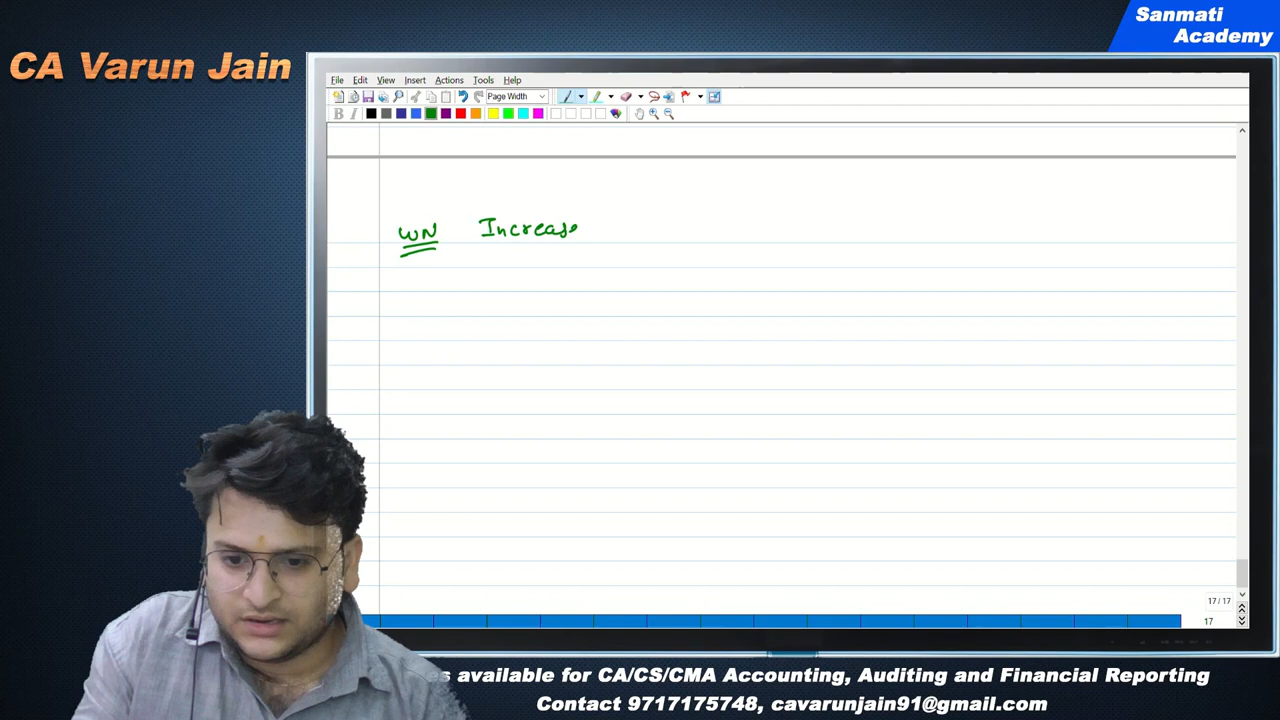 Sanmati
Academy
CA Varun Jain
File Edit View Insert Actions Tools Help
Page Width
B I
WN Increase
17 / 17
17
es available for CA/CS/CMA Accounting, Auditing and Financial Reporting
Contact 9717175748, cavarunjain91@gmail.com